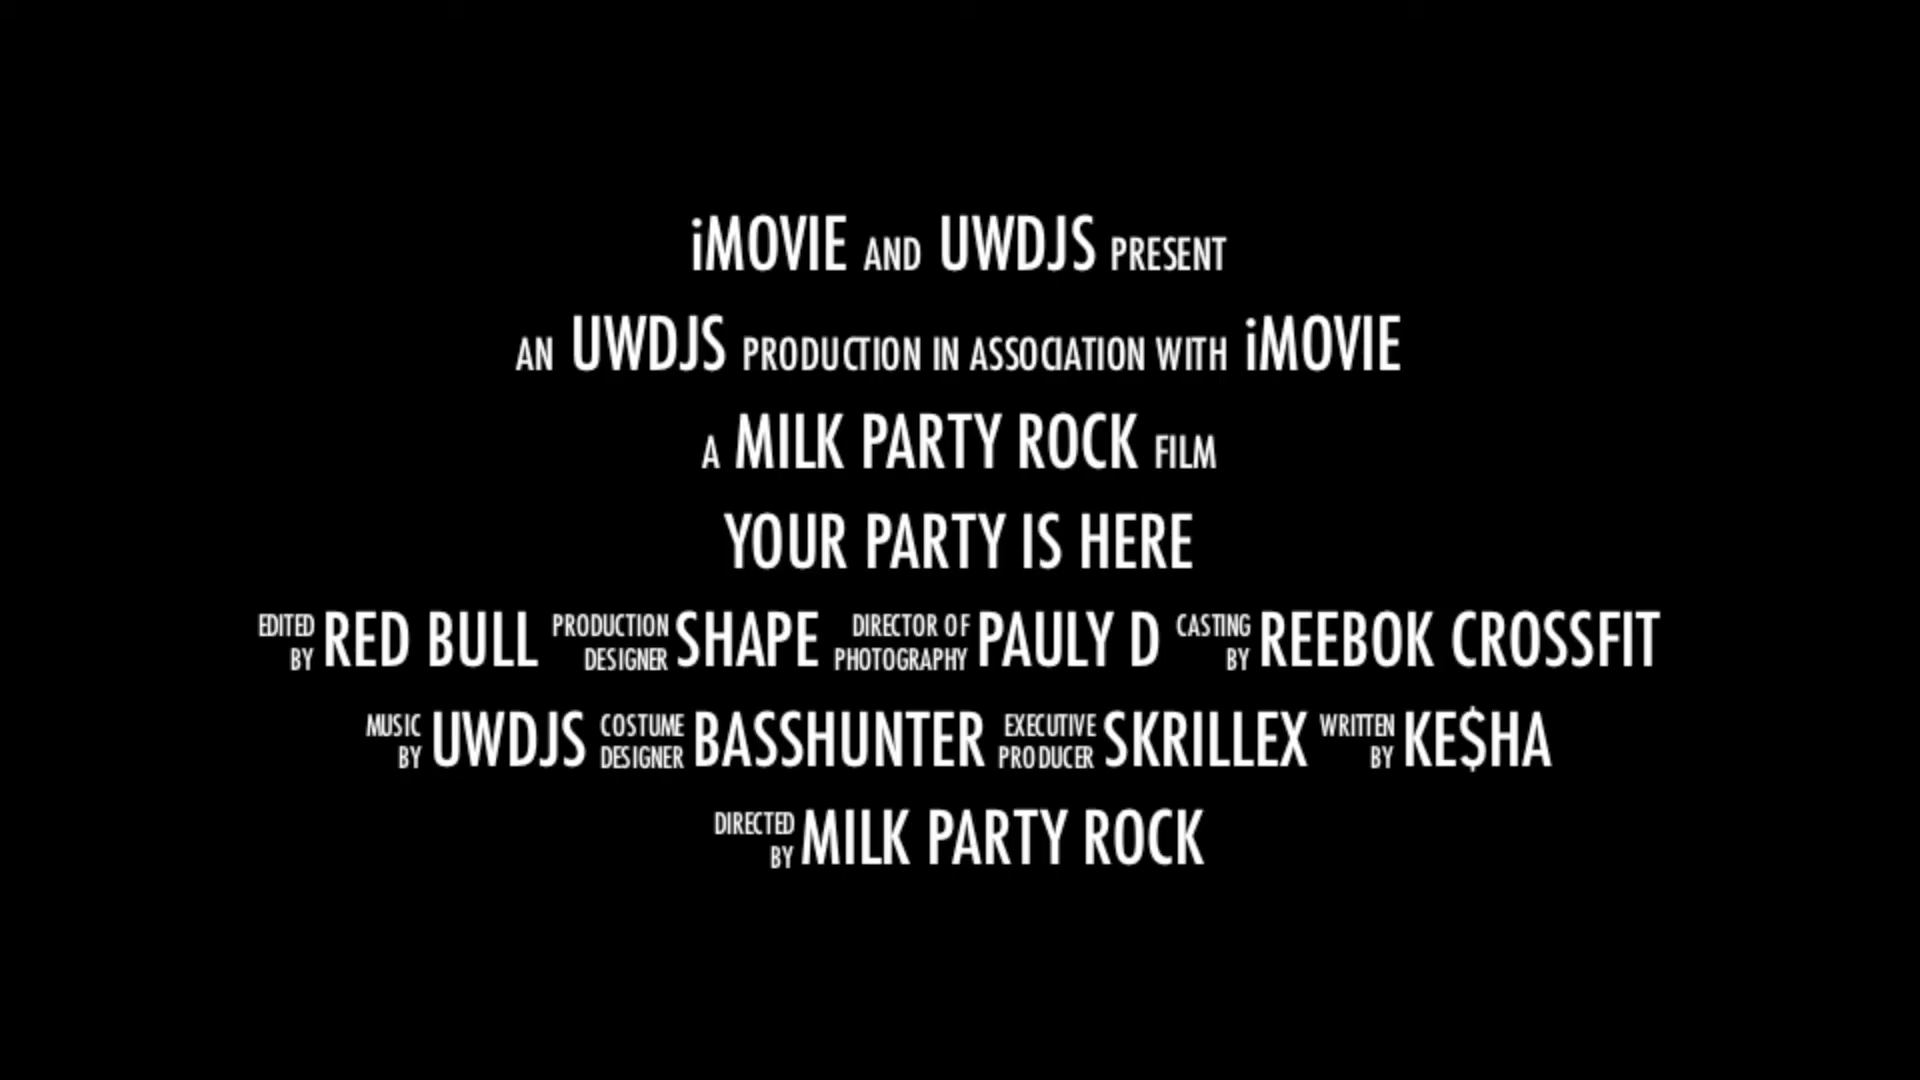 iMOVIE AND UWDJS PRESENT
AN UWDJS PRODUCTION IN ASSOCIATION WITH iMOVIE
A MILK PARTY ROCK FILM
YOUR PARTY IS HERE
EDITED BY RED BULL PRODUCTION DESIGNER SHAPE DIRECTOR OF PHOTOGRAPHY PAULY D CASTING BY REEBOK CROSSFIT
MUSIC BY UWDJS COSTUME DESIGNER BASSHUNTER EXECUTIVE PRODUCER SKRILLEX WRITTEN BY KE$HA
DIRECTED BY MILK PARTY ROCK